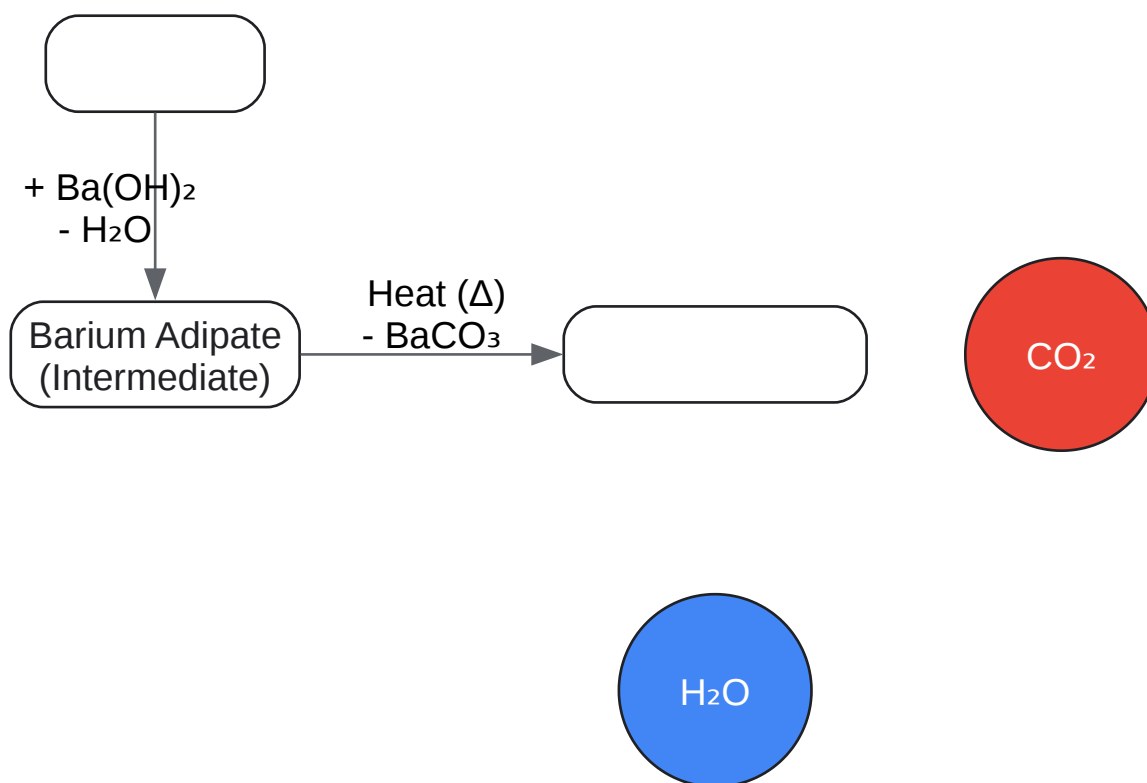 + Ba(OH)₂
- H₂O
Barium Adipate
(Intermediate)
Heat (Δ)
- BaCO₃
CO₂
H₂O